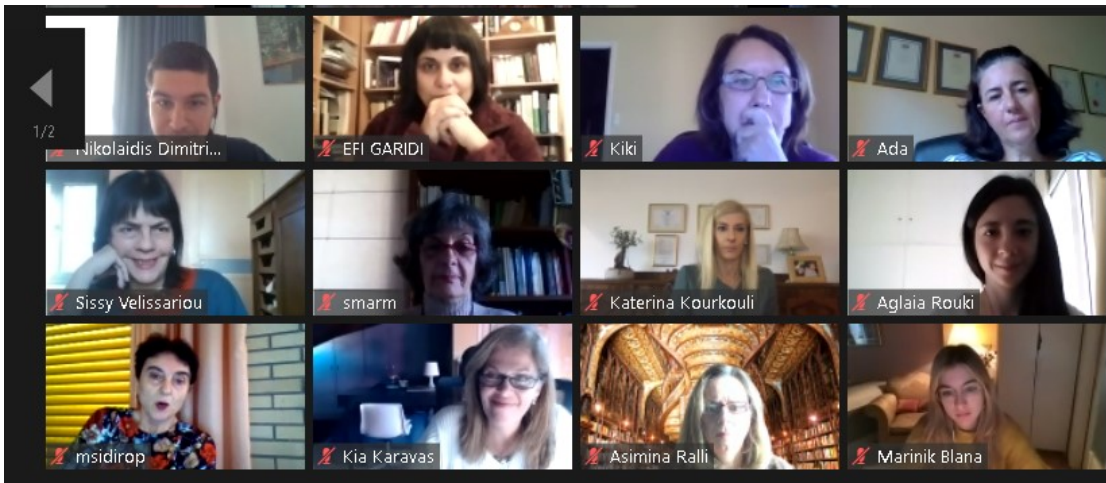 1/2
Nikolaidis Dimitri...
EFI GARIDI
Kiki
Ada
Sissy Velissariou
smarm
Katerina Kourkouli
Aglaia Rouki
msidirop
Kia Karavas
Asimina Ralli
Marinik Blana